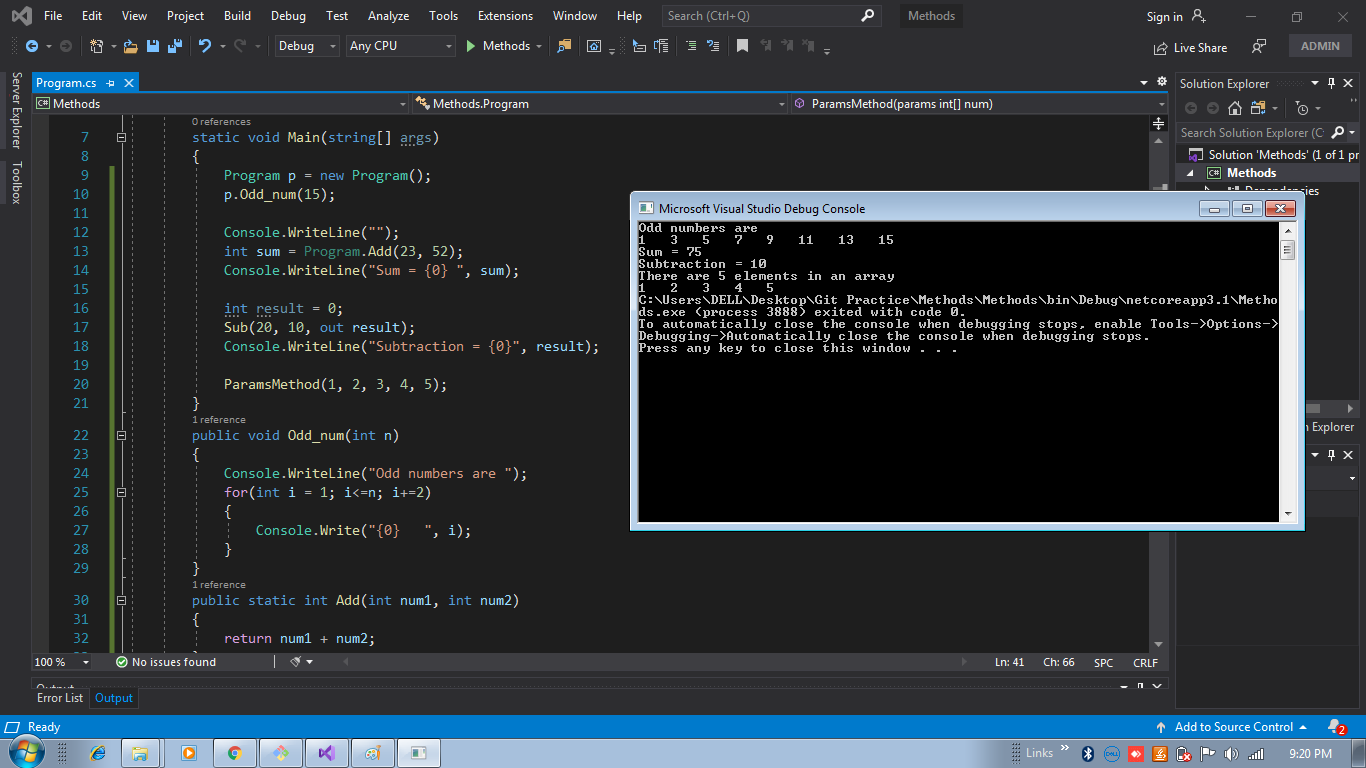 File Edit View Project Build Debug Test Analyze Tools Extensions Window Help Search (Ctrl+Q) Methods Sign in
Debug Any CPU Methods Live Share ADMIN
Server Explorer
Toolbox
Program.cs
C# Methods Methods.Program ParamsMethod(params int[] num)
0 references
7 static void Main(string[] args)
8 {
9 Program p = new Program();
10 p.Odd_num(15);
11
12 Console.WriteLine("");
13 int sum = Program.Add(23, 52);
14 Console.WriteLine("Sum = {0} ", sum);
15
16 int result = 0;
17 Sub(20, 10, out result);
18 Console.WriteLine("Subtraction = {0}", result);
19
20 ParamsMethod(1, 2, 3, 4, 5);
21 }
1 reference
22 public void Odd_num(int n)
23 {
24 Console.WriteLine("Odd numbers are ");
25 for(int i = 1; i<=n; i+=2)
26 {
27 Console.Write("{0}   ", i);
28 }
29 }
1 reference
30 public static int Add(int num1, int num2)
31 {
32 return num1 + num2;
100 % No issues found Ln: 41 Ch: 66 SPC CRLF
Microsoft Visual Studio Debug Console
Odd numbers are
1   3   5   7   9   11   13   15
Sum = 75
Subtraction = 10
There are 5 elements in an array
1   2   3   4   5
C:\Users\DELL\Desktop\Git Practice\Methods\Methods\bin\Debug\netcoreapp3.1\Metho
ds.exe (process 3888) exited with code 0.
To automatically close the console when debugging stops, enable Tools->Options->
Debugging->Automatically close the console when debugging stops.
Press any key to close this window . . .
Solution Explorer
Search Solution Explorer (C
Solution 'Methods' (1 of 1 pr
C# Methods
Dependencies
n Explorer
Output
Error List Output
Ready Add to Source Control 2
Links 9:20 PM